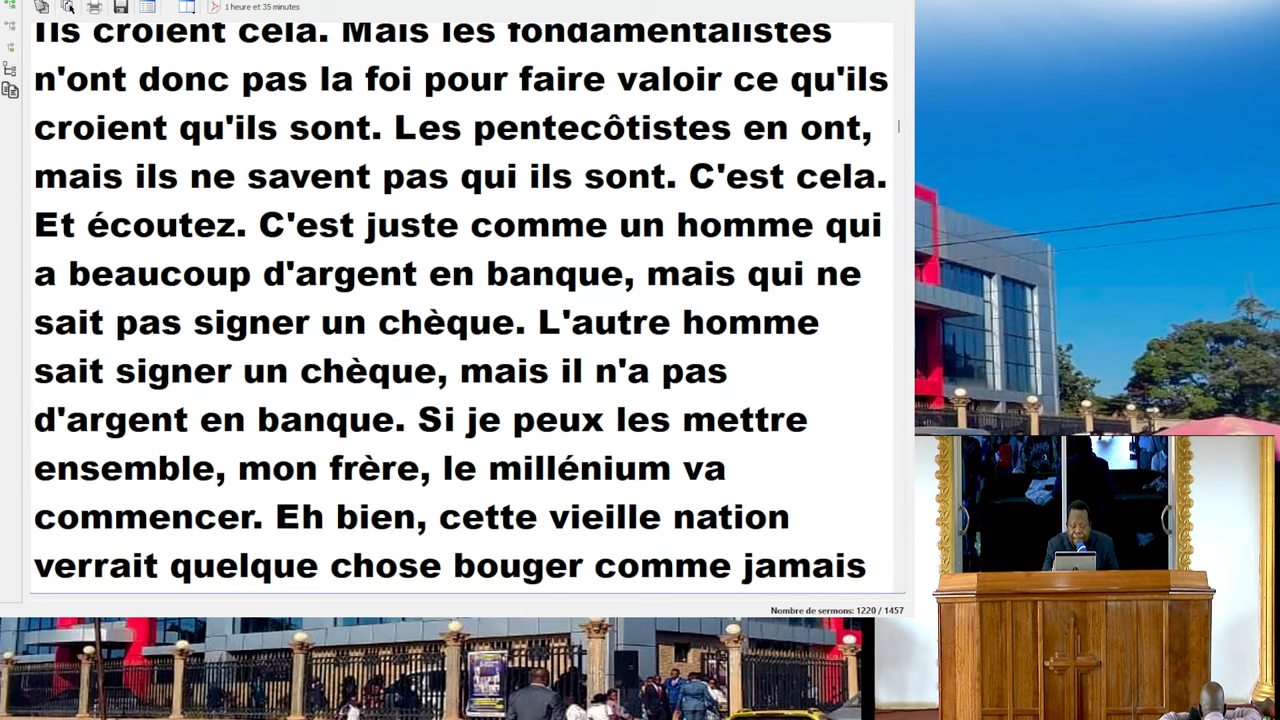 1 heure et 35 minutes
Ils croient cela. Mais les fondamentalistes
n'ont donc pas la foi pour faire valoir ce qu'ils
croient qu'ils sont. Les pentecôtistes en ont,
mais ils ne savent pas qui ils sont. C'est cela.
Et écoutez. C'est juste comme un homme qui
a beaucoup d'argent en banque, mais qui ne
sait pas signer un chèque. L'autre homme
sait signer un chèque, mais il n'a pas
d'argent en banque. Si je peux les mettre
ensemble, mon frère, le millénium va
commencer. Eh bien, cette vieille nation
verrait quelque chose bouger comme jamais
Nombre de sermons: 1220 / 1457